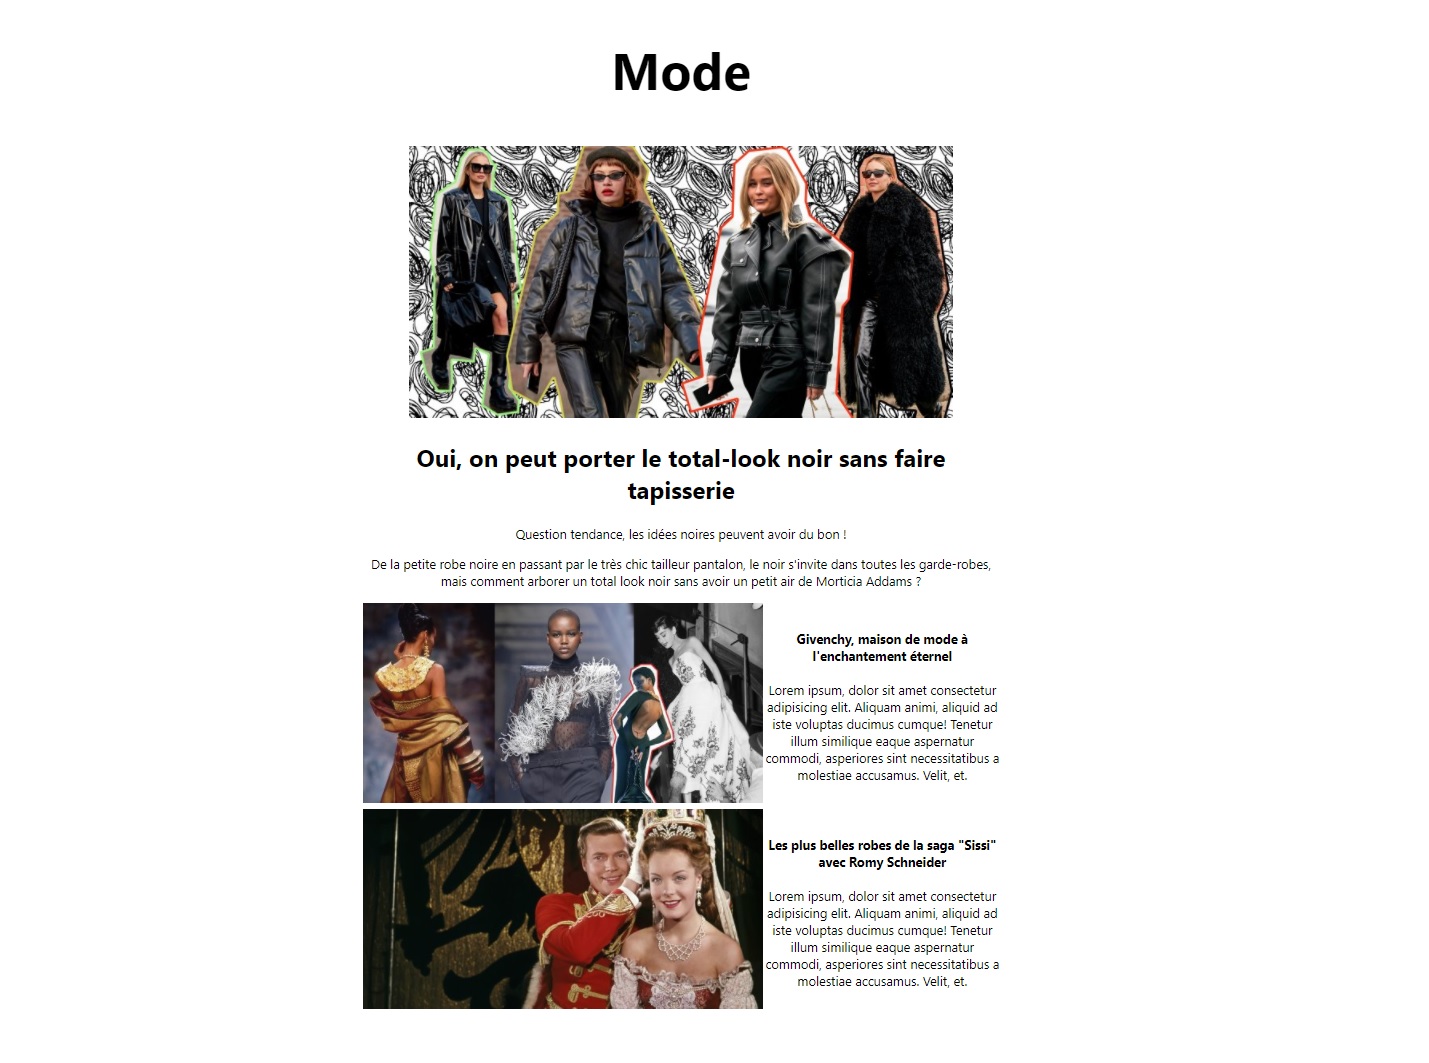 Mode
Oui, on peut porter le total-look noir sans faire
tapisserie
Question tendance, les idées noires peuvent avoir du bon !
De la petite robe noire en passant par le très chic tailleur pantalon, le noir s'invite dans toutes les garde-robes,
mais comment arborer un total look noir sans avoir un petit air de Morticia Addams ?
Givenchy, maison de mode à
l'enchantement éternel
Lorem ipsum, dolor sit amet consectetur
adipisicing elit. Aliquam animi, aliquid ad
iste voluptas ducimus cumque! Tenetur
illum similique eaque aspernatur
commodi, asperiores sint necessitatibus a
molestiae accusamus. Velit, et.
Les plus belles robes de la saga "Sissi"
avec Romy Schneider
Lorem ipsum, dolor sit amet consectetur
adipisicing elit. Aliquam animi, aliquid ad
iste voluptas ducimus cumque! Tenetur
illum similique eaque aspernatur
commodi, asperiores sint necessitatibus a
molestiae accusamus. Velit, et.